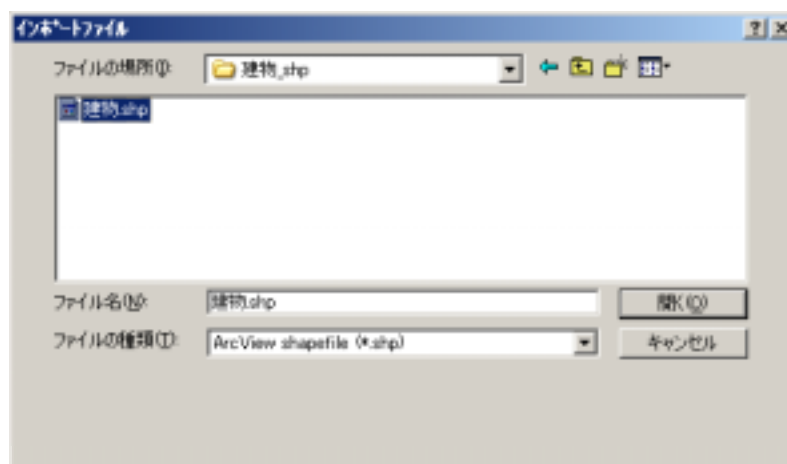 インポートファイル
ファイルの場所(I):
建物_shp
建物.shp
ファイル名(N):
建物.shp
開く(O)
ファイルの種類(T):
ArcView shapefile (*.shp)
キャンセル